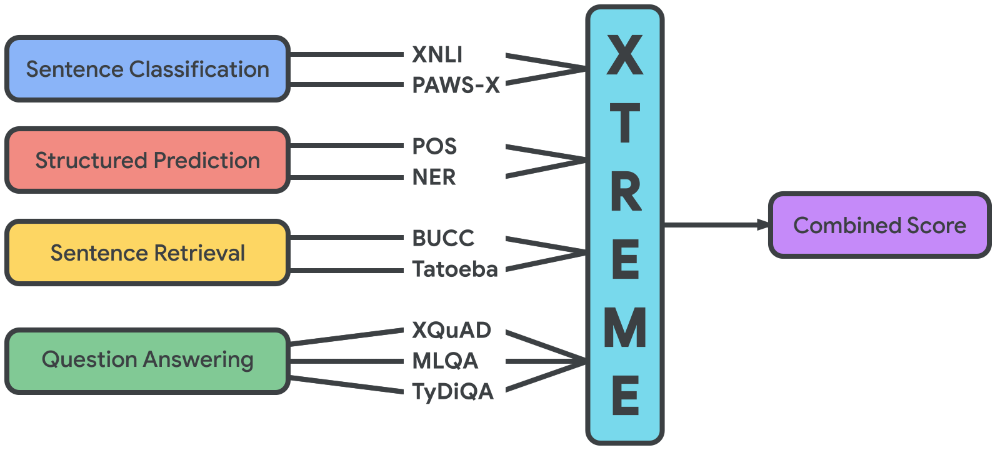 Sentence Classification
XNLI
PAWS-X
Structured Prediction
POS
NER
Sentence Retrieval
BUCC
Tatoeba
Question Answering
XQuAD
MLQA
TyDiQA
X
T
R
E
M
E
Combined Score